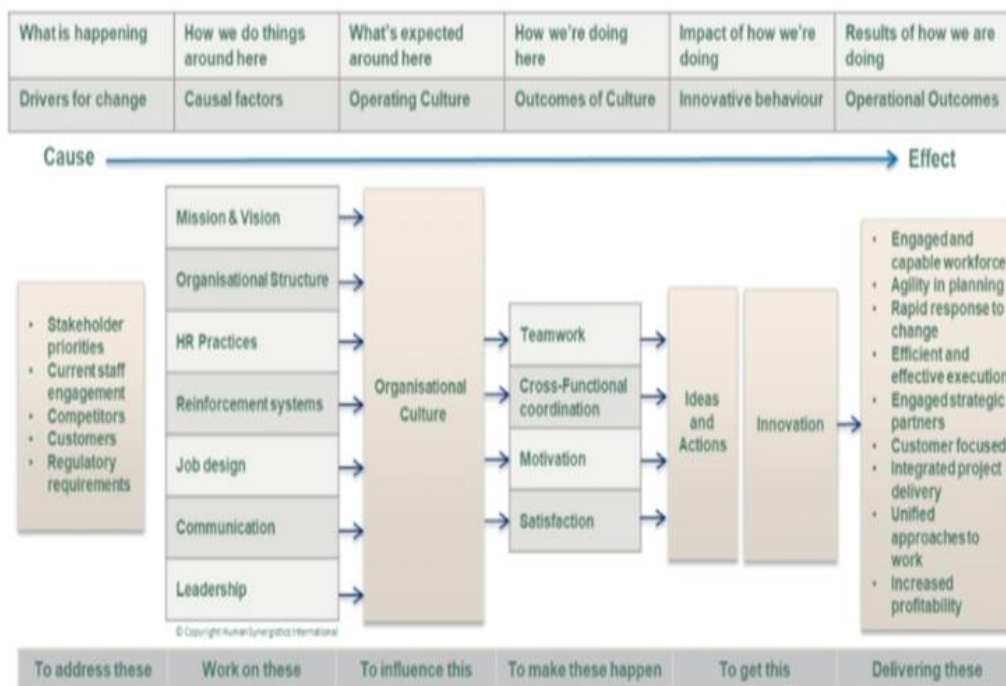 What is happening
How we do things
around here
What's expected
around here
How we're doing
here
Impact of how we're
doing
Results of how we are
doing
Drivers for change
Causal factors
Operating Culture
Outcomes of Culture
Innovative behaviour
Operational Outcomes
Cause
Effect
• Stakeholder
priorities
• Current staff
engagement
• Competitors
• Customers
• Regulatory
requirements
Mission & Vision
Organisational Structure
HR Practices
Reinforcement systems
Job design
Communication
Leadership
© Copyright Human Synergistics International
Organisational
Culture
Teamwork
Cross-Functional
coordination
Motivation
Satisfaction
Ideas
and
Actions
Innovation
• Engaged and
capable workforce
• Agility in planning
• Rapid response to
change
• Efficient and
effective execution
• Engaged strategic
partners
• Customer focused
• Integrated project
delivery
• Unified
approaches to
work
• Increased
profitability
To address these
Work on these
To influence this
To make these happen
To get this
Delivering these